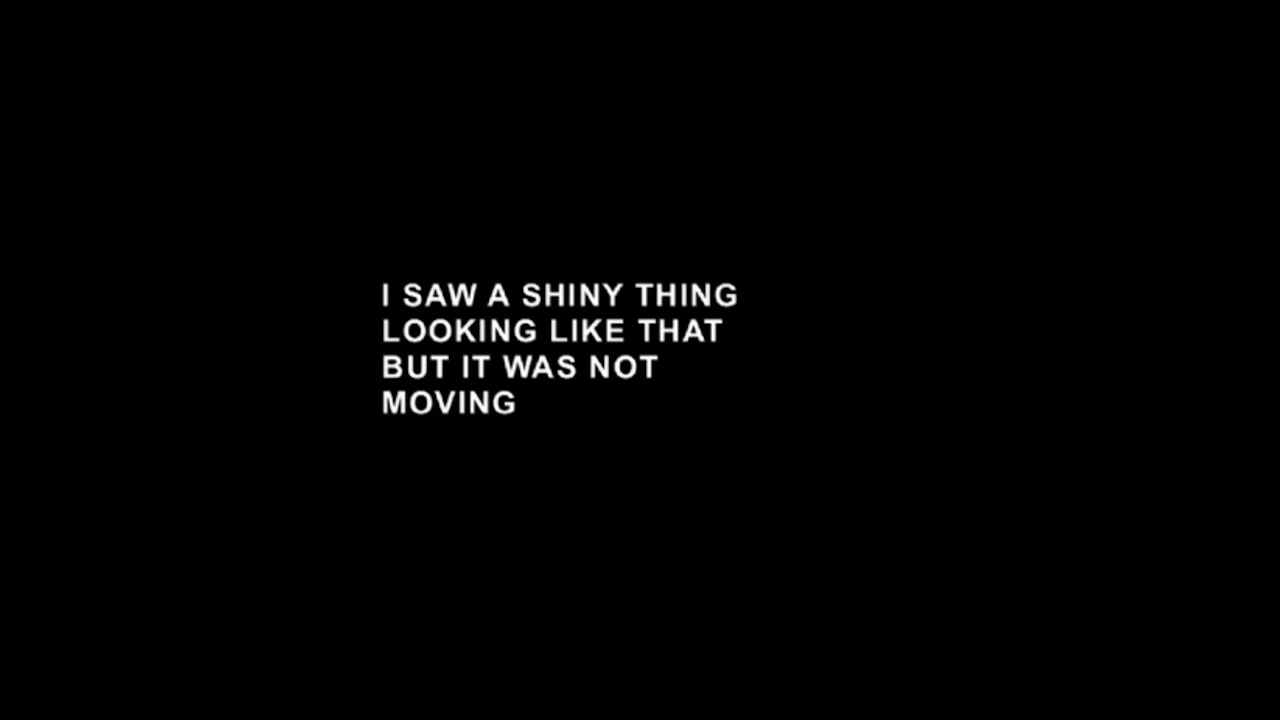 I SAW A SHINY THING
LOOKING LIKE THAT
BUT IT WAS NOT
MOVING